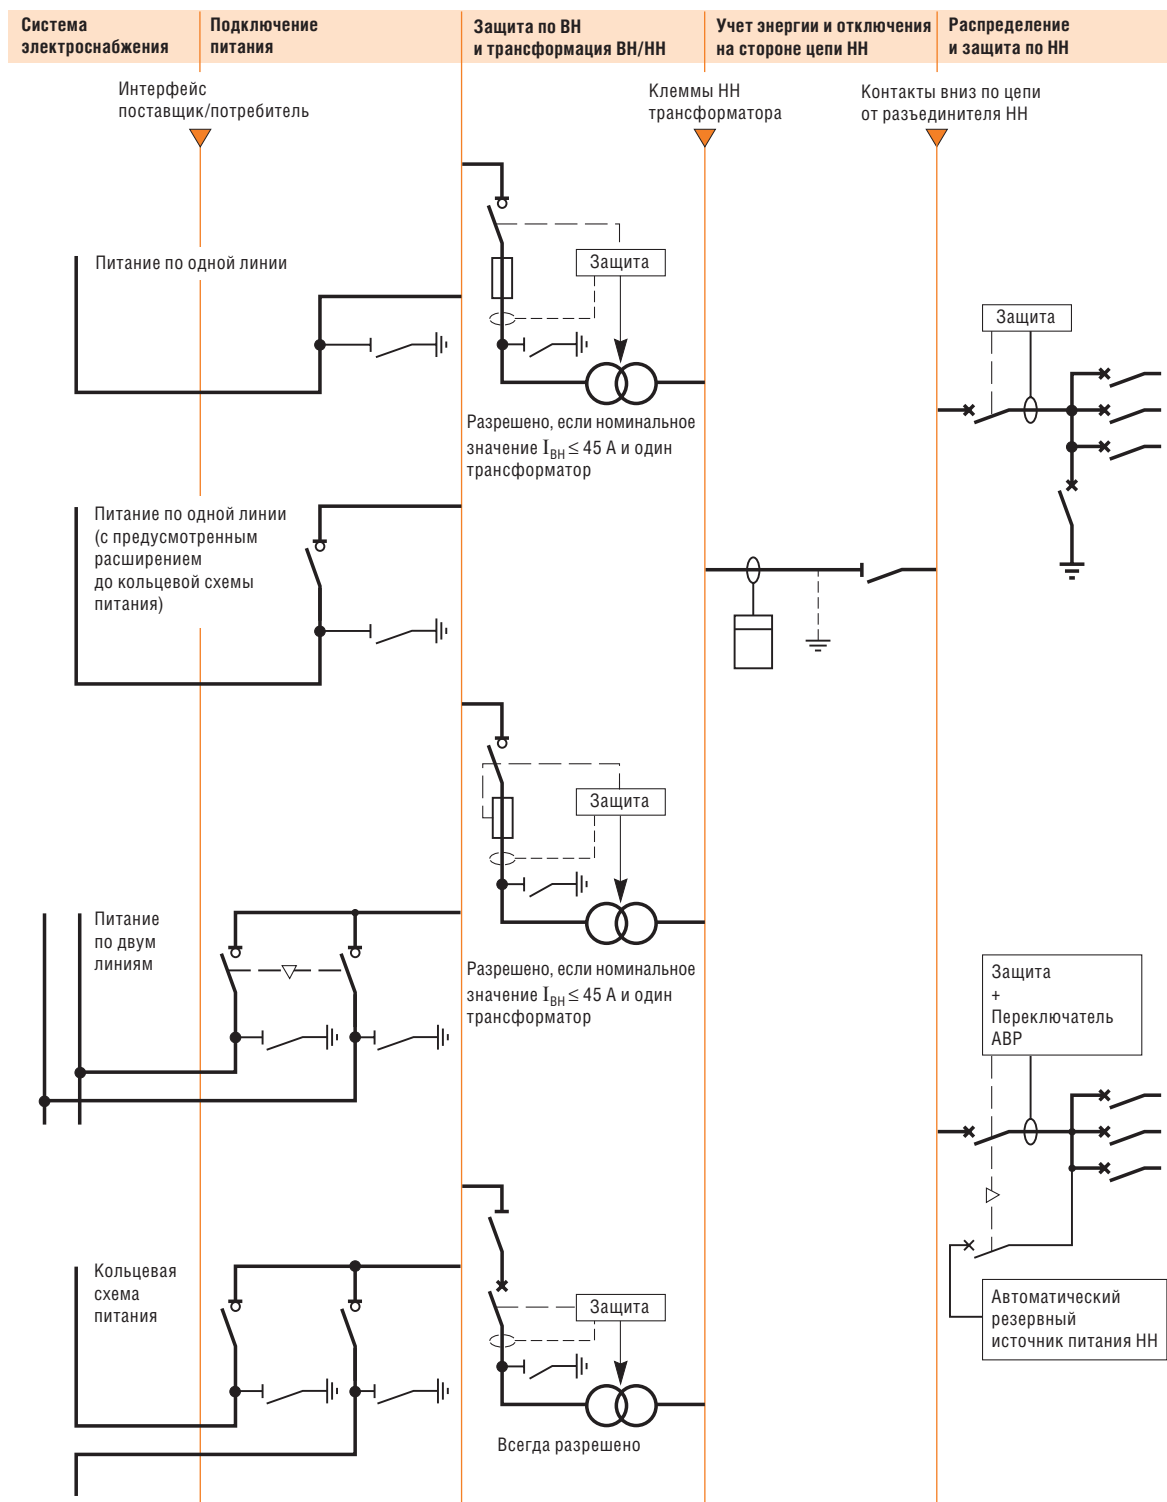 Система
электроснабжения
Подключение
питания
Защита по ВН
и трансформация ВН/НН
Учет энергии и отключения
на стороне цепи НН
Распределение
и защита по НН
Интерфейс
поставщик/потребитель
Клеммы НН
трансформатора
Контакты вниз по цепи
от разъединителя НН
Питание по одной линии
Защита
Разрешено, если номинальное
значение IВН ≤ 45 А и один
трансформатор
Защита
Питание по одной линии
(с предусмотренным
расширением
до кольцевой схемы
питания)
Защита
Разрешено, если номинальное
значение IВН ≤ 45 А и один
трансформатор
Питание
по двум
линиям
Защита
+
Переключатель
АВР
Кольцевая
схема
питания
Защита
Всегда разрешено
Автоматический
резервный
источник питания НН